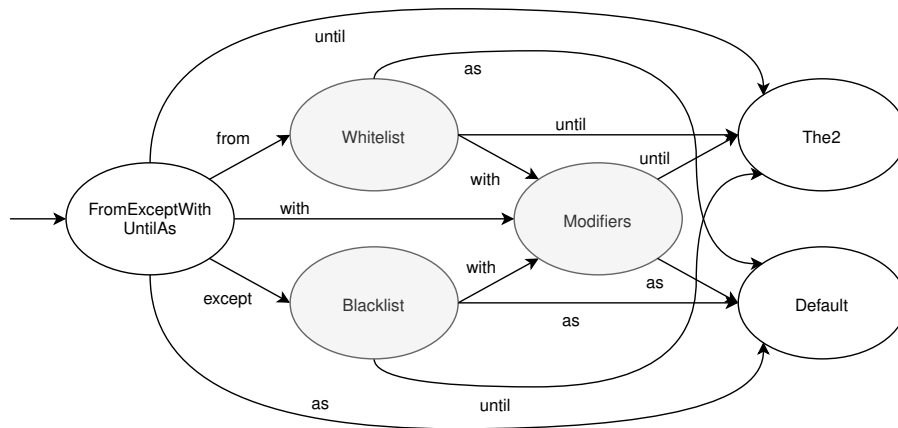 until
as
from
Whitelist
until
The2
until
with
FromExceptWith
UntilAs
with
Modifiers
with
as
except
Blacklist
as
Default
as
until